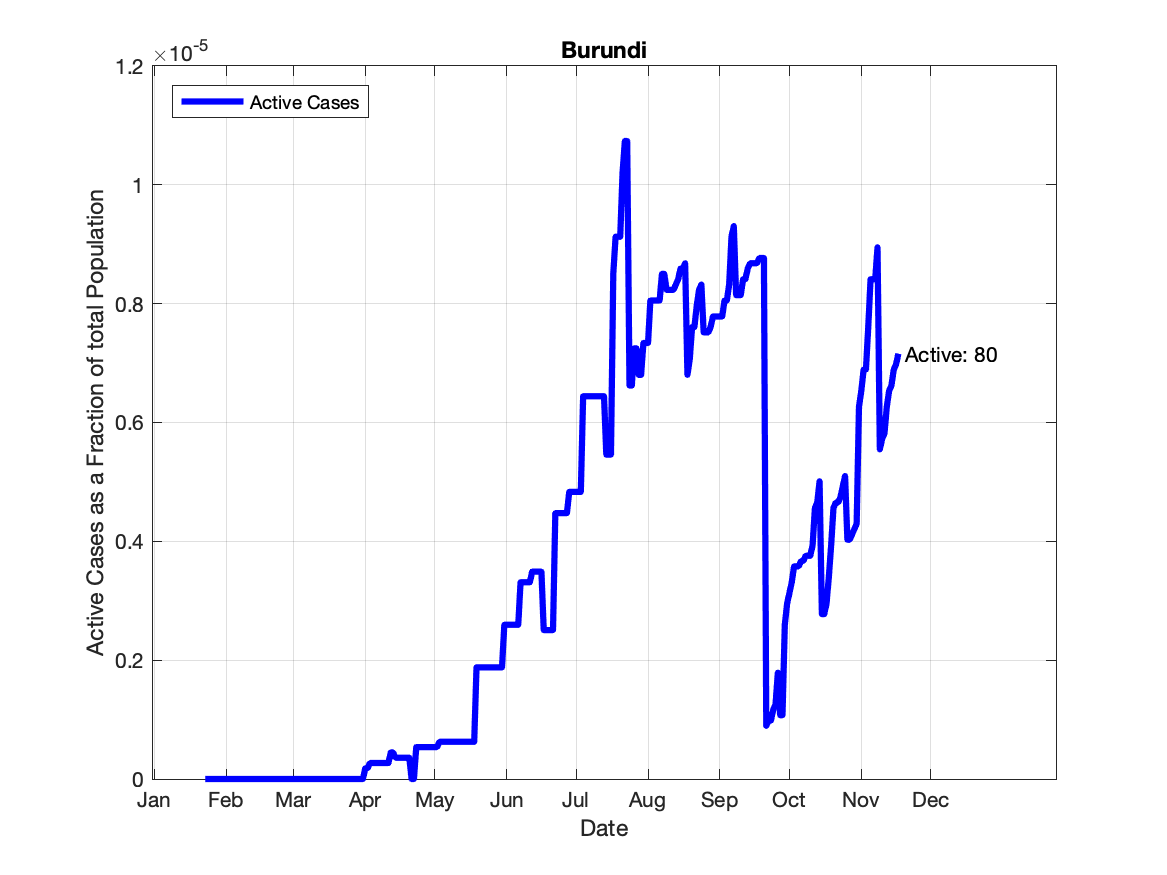 Burundi
×10-5
1.2
1
0.8
0.6
0.4
0.2
0
Active Cases as a Fraction of total Population
Active Cases
Active: 80
Jan Feb Mar Apr May Jun Jul Aug Sep Oct Nov Dec
Date